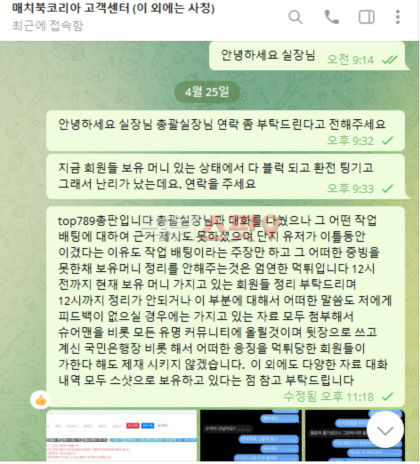 매치북코리아 고객센터 (이 외에는 사칭)
최근에 접속함
안녕하세요 실장님 오전 9:14
4월 25일
안녕하세요 실장님 총괄실장님 연락 좀 부탁드린다고 전해주세요
오후 9:32
지금 회원들 보유 머니 있는 상태에서 다 블럭 되고 환전 팅기고
그래서 난리가 났는데요. 연락을 주세요 오후 9:33
top789총판입니다 총괄실장님과 대화를 나눴으나 그 어떤 작업
배팅에 대하여 근거 제시도 못하셨으며 단지 유저가 이틀동안
이겼다는 이유도 작업 배팅이라는 주장만 하고 그 어떠한 증빙을
못한채 보유머니 정리를 안해주는것은 엄연한 먹튀입니다 12시
전까지 현재 보유 머니 가지고 있는 회원들 정리 부탁드리며
12시까지 정리가 안되거나 이 부분에 대해서 어떠한 말씀도 저에게
피드백이 없으실 경우에는 가지고 있는 자료 모두 첨부해서
슈어맨을 비롯 모든 유명 커뮤니티에 올릴것이며 뒷장으로 쓰고
계신 국민은행장 비롯 해서 어떠한 응징을 먹튀당한 회원들이
가한다 해도 제재 시키지 않겠습니다. 이 외에도 다양한 자료 대화
내역 모두 스샷으로 보유하고 있다는 점 참고 부탁드립니다
수정됨 오후 11:18